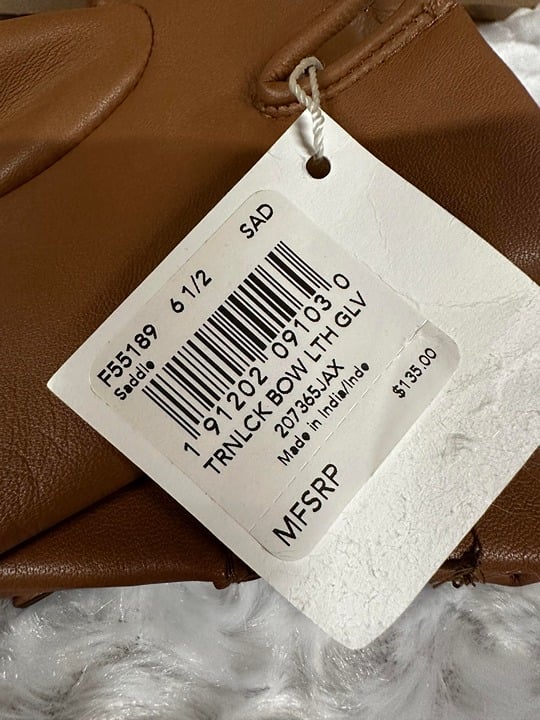 F55189 6 1/2 SAD
Saddle
1 91202 09103 0
TRNLCK BOW LTH GLV
207365JAX
Made in India/Inde
$135.00
MFSRP